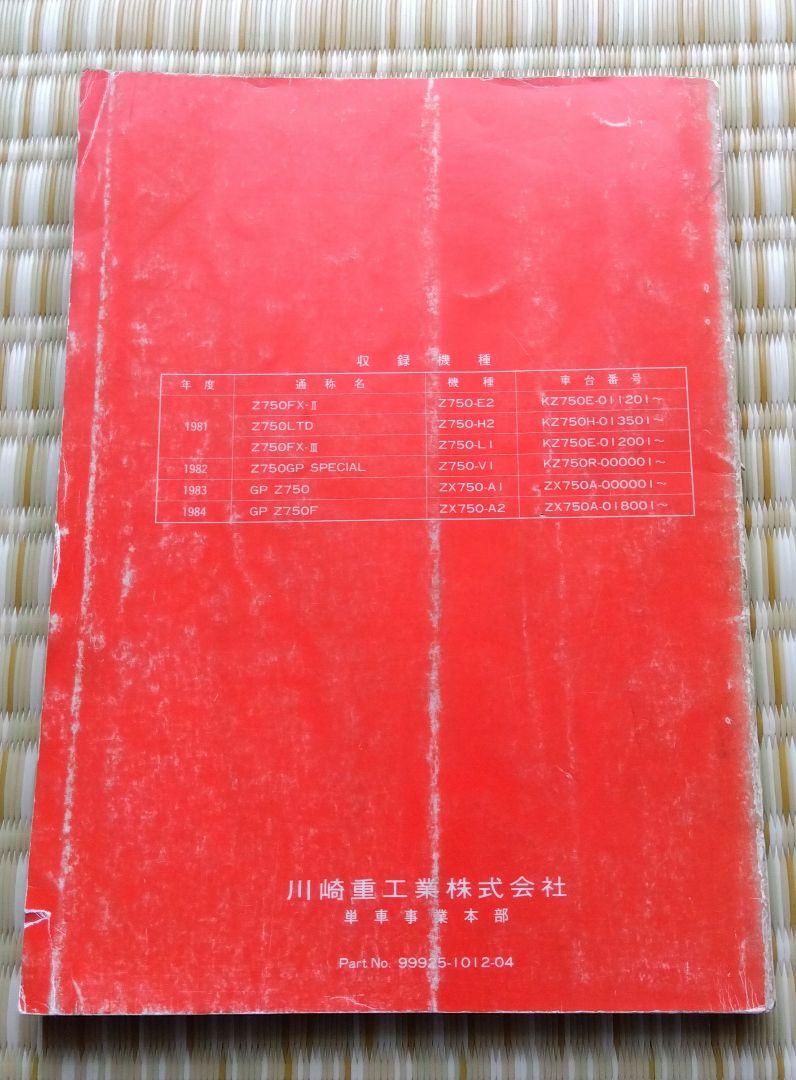 収録機種
年度 通称名 機種 車台番号
1981 Z750FX-Ⅱ Z750-E2 KZ750E-011201～
Z750LTD Z750-H2 KZ750H-013501～
Z750FX-Ⅲ Z750-L1 KZ750E-012001～
1982 Z750GP SPECIAL Z750-V1 KZ750R-000001～
1983 GP Z750 ZX750-A1 ZX750A-000001～
1984 GP Z750F ZX750-A2 ZX750A-018001～
川崎重工業株式会社
単車事業本部
Part No. 99925-1012-04